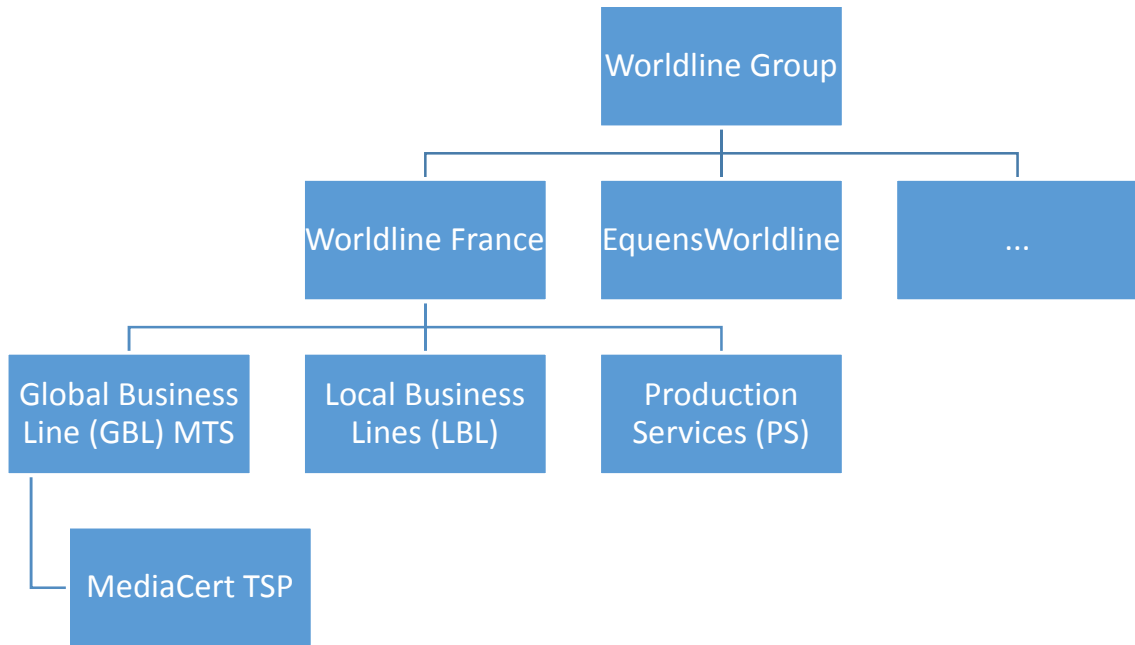 Worldline Group
Worldline France
EquensWorldline
...
Global Business
Line (GBL) MTS
Local Business
Lines (LBL)
Production
Services (PS)
MediaCert TSP